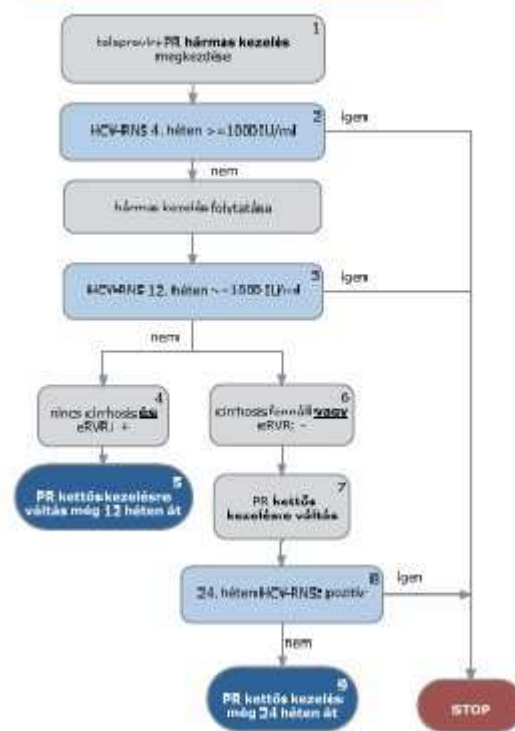 1
telaprevir+PR hármas kezelés
megkezdése
2
HCV-RNS 4. héten >=1000 IU/ml
igen
nem
hármas kezelés folytatása
3
HCV-RNS 12. héten >=1000 IU/ml
igen
nem
4
nincs cirrhosis és
eRVR: +
6
cirrhosis fennáll vagy
eRVR: -
5
PR kettős kezelésre
váltás még 12 héten át
7
PR kettős
kezelésre váltás
8
24. héten HCV-RNS: pozitív
igen
nem
9
PR kettős kezelés
még 24 héten át
STOP